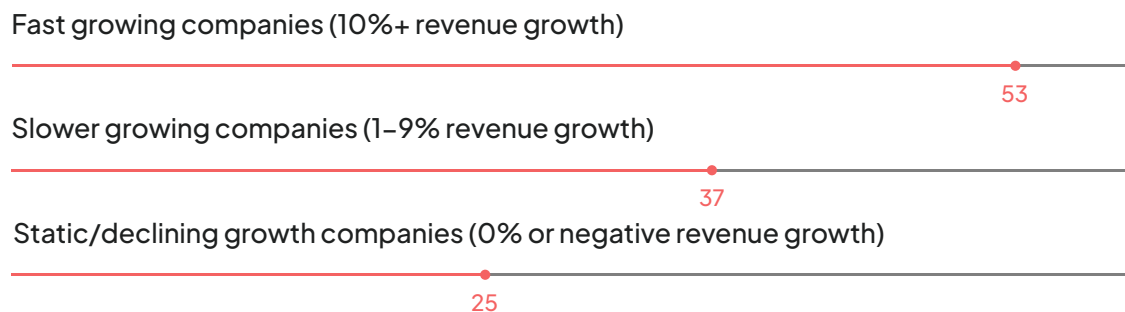 Fast growing companies (10%+ revenue growth)
53
Slower growing companies (1–9% revenue growth)
37
Static/declining growth companies (0% or negative revenue growth)
25